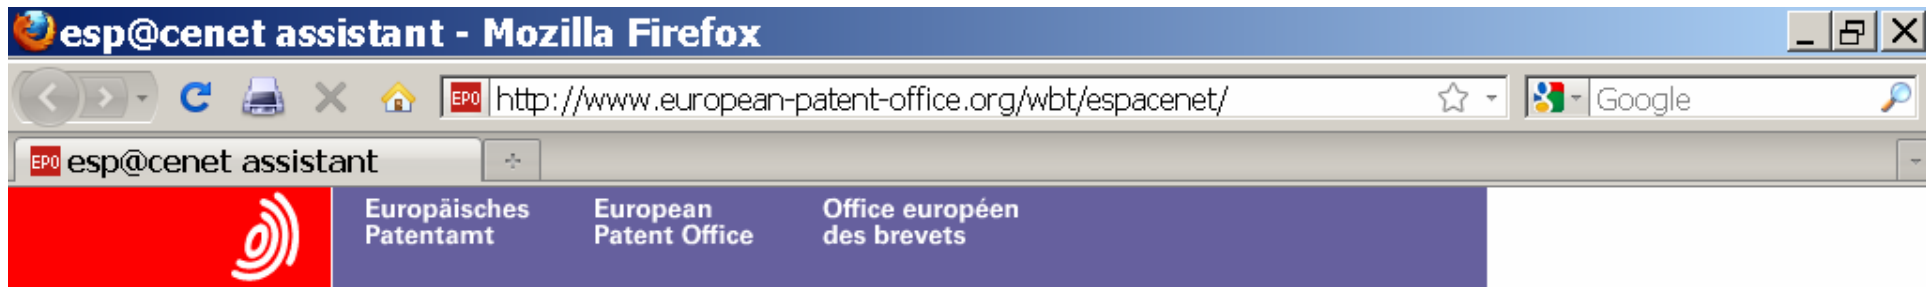 esp@cenet assistant - Mozilla Firefox
EPO http://www.european-patent-office.org/wbt/espacenet/ Google
EPO esp@cenet assistant
Europäisches Patentamt
European Patent Office
Office européen des brevets